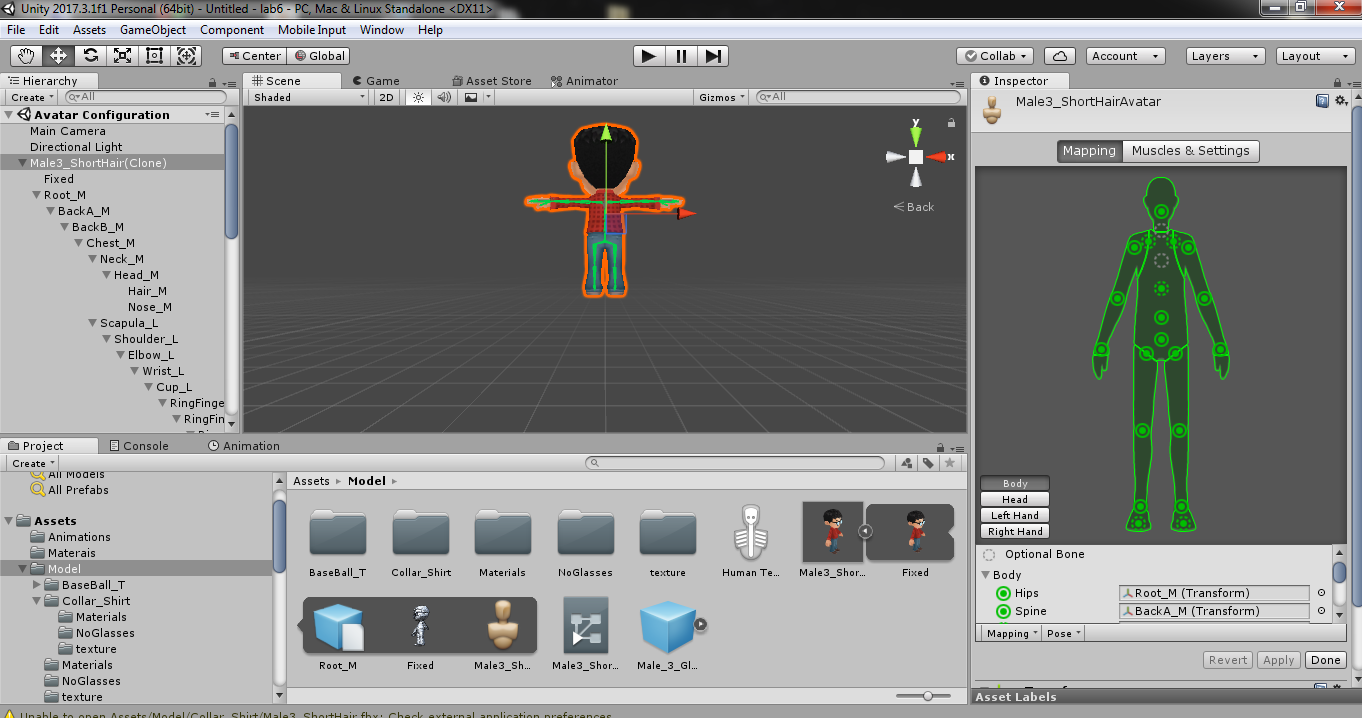 Unity 2017.3.1f1 Personal (64bit) - Untitled - lab6 - PC, Mac & Linux Standalone <DX11>
File Edit Assets GameObject Component Mobile Input Window Help
Center Global Collab Account Layers Layout
Hierarchy
Create All
Avatar Configuration
Main Camera
Directional Light
Male3_ShortHair(Clone)
Fixed
Root_M
BackA_M
BackB_M
Chest_M
Neck_M
Head_M
Hair_M
Nose_M
Scapula_L
Shoulder_L
Elbow_L
Wrist_L
Cup_L
RingFinge
RingFin
Scene Game Asset Store Animator
Shaded 2D Gizmos All
y
x
Back
Inspector
Male3_ShortHairAvatar
Mapping Muscles & Settings
Body
Head
Left Hand
Right Hand
Optional Bone
Body
Hips Root_M (Transform)
Spine BackA_M (Transform)
Mapping Pose
Revert Apply Done
Asset Labels
Project Console Animation
Create
All Models
All Prefabs
Assets
Animations
Materais
Model
BaseBall_T
Collar_Shirt
Materials
NoGlasses
texture
Materials
NoGlasses
texture
Assets Model
BaseBall_T Collar_Shirt Materials NoGlasses texture Human Te... Male3_Shor... Fixed
Root_M Fixed Male3_Sh... Male3_Shor... Male_3_Gl...
Unable to open Assets/Model/Collar_Shirt/Male3_ShortHair.fbx: Check external application preferences